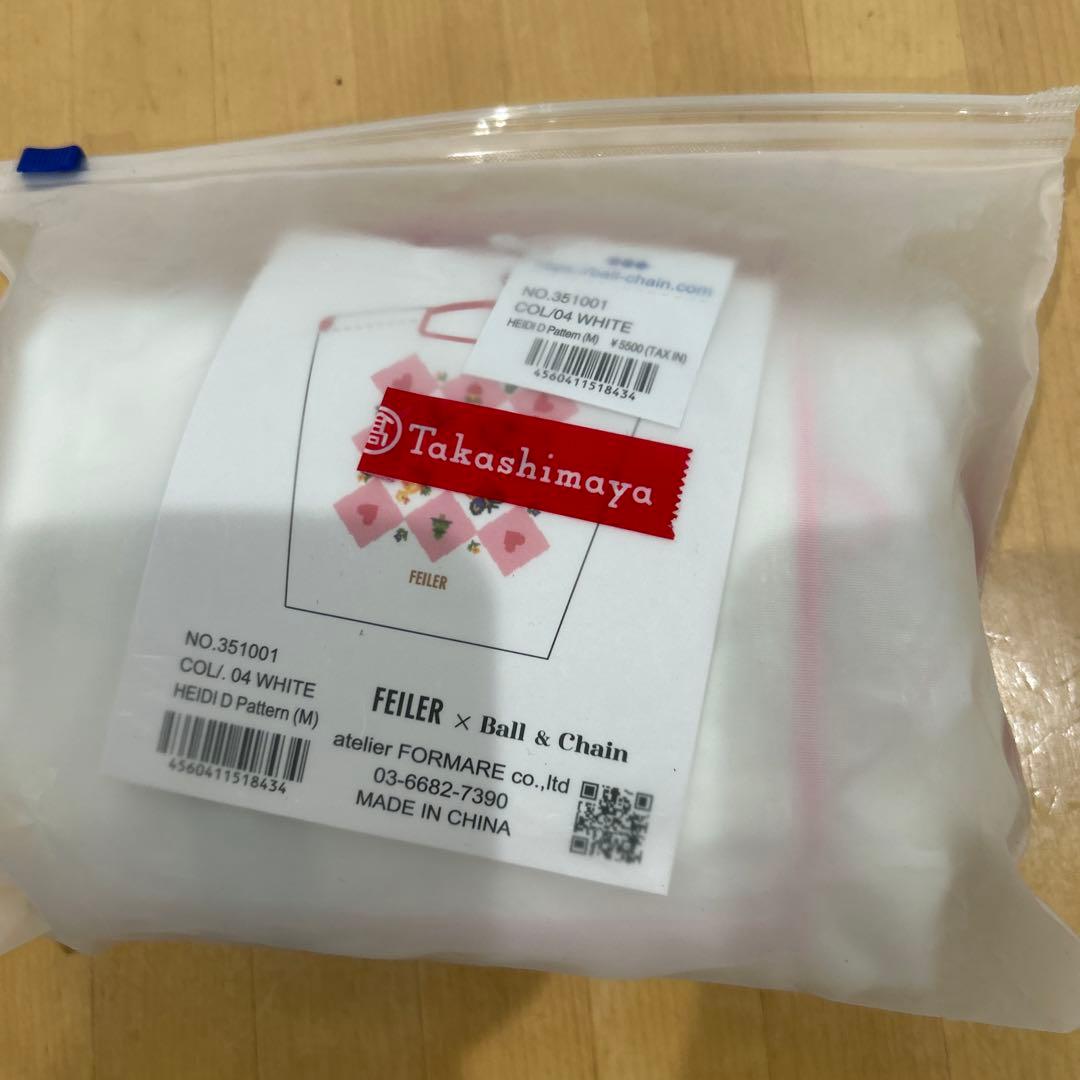 ball-chain.com
NO.351001
COL/04 WHITE
HEIDI D Pattern (M) ¥5500 (TAX IN)
4560411518434
髙
Takashimaya
FEILER
NO.351001
COL/. 04 WHITE
HEIDI D Pattern (M)
4560411518434
FEILER × Ball & Chain
atelier FORMARE co.,ltd
03-6682-7390
MADE IN CHINA